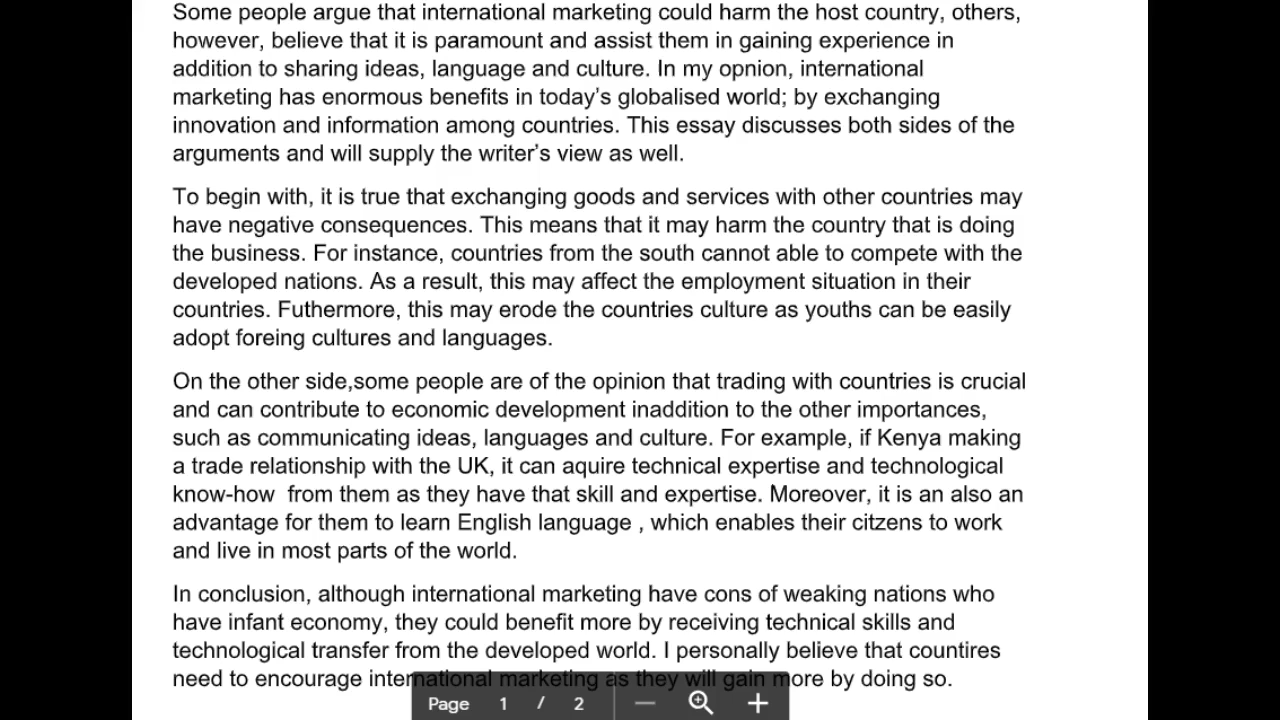 Some people argue that international marketing could harm the host country, others,
however, believe that it is paramount and assist them in gaining experience in
addition to sharing ideas, language and culture. In my opnion, international
marketing has enormous benefits in today's globalised world; by exchanging
innovation and information among countries. This essay discusses both sides of the
arguments and will supply the writer's view as well.
To begin with, it is true that exchanging goods and services with other countries may
have negative consequences. This means that it may harm the country that is doing
the business. For instance, countries from the south cannot able to compete with the
developed nations. As a result, this may affect the employment situation in their
countries. Futhermore, this may erode the countries culture as youths can be easily
adopt foreing cultures and languages.
On the other side,some people are of the opinion that trading with countries is crucial
and can contribute to economic development inaddition to the other importances,
such as communicating ideas, languages and culture. For example, if Kenya making
a trade relationship with the UK, it can aquire technical expertise and technological
know-how  from them as they have that skill and expertise. Moreover, it is an also an
advantage for them to learn English language , which enables their citzens to work
and live in most parts of the world.
In conclusion, although international marketing have cons of weaking nations who
have infant economy, they could benefit more by receiving technical skills and
technological transfer from the developed world. I personally believe that countires
need to encourage international marketing as they will gain more by doing so.
Page 1 / 2